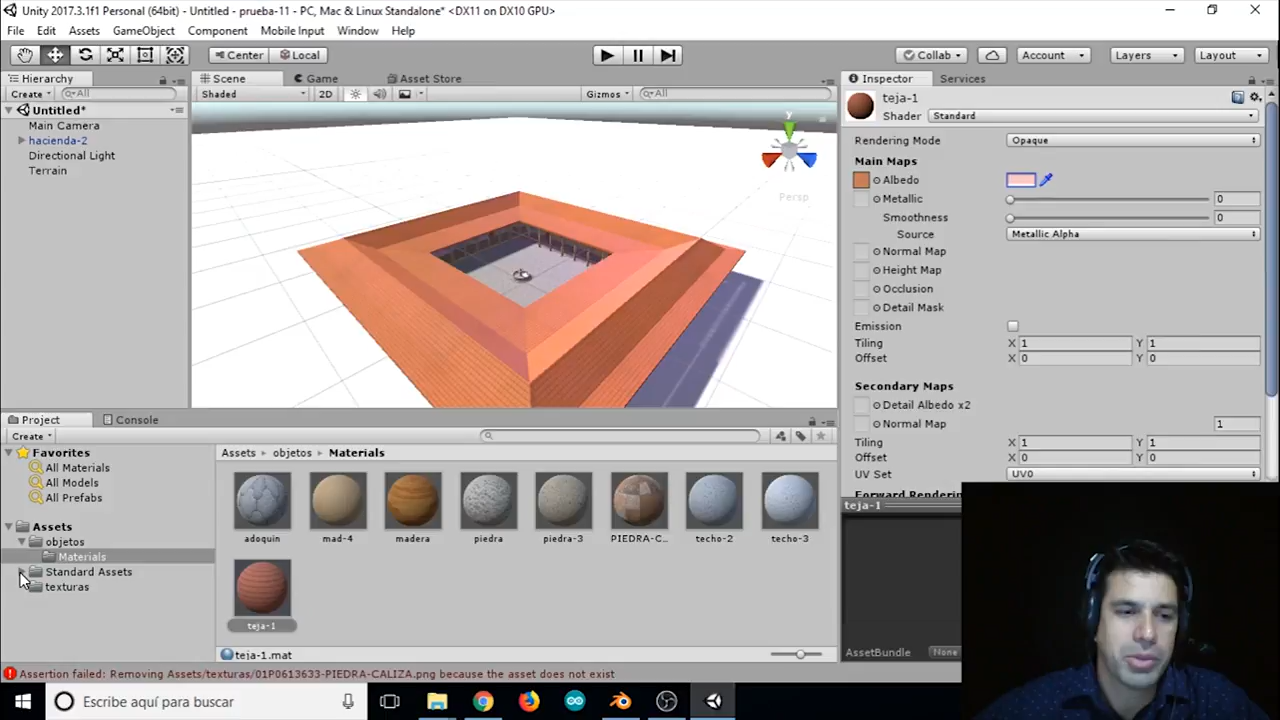 Unity 2017.3.1f1 Personal (64bit) - Untitled - prueba-11 - PC, Mac & Linux Standalone* <DX11 on DX10 GPU>
File Edit Assets GameObject Component Mobile Input Window Help
Center Local Collab Account Layers Layout
Hierarchy Scene Game Asset Store Inspector Services
Create All Shaded 2D Gizmos All
teja-1
Shader Standard
Untitled*
Main Camera
hacienda-2
Directional Light
Terrain
y
Persp
Rendering Mode Opaque
Main Maps
Albedo
Metallic 0
Smoothness 0
Source Metallic Alpha
Normal Map
Height Map
Occlusion
Detail Mask
Emission
Tiling X 1 Y 1
Offset X 0 Y 0
Secondary Maps
Detail Albedo x2
Normal Map 1
Tiling X 1 Y 1
Offset X 0 Y 0
UV Set UV0
teja-1
AssetBundle None
Project Console
Create
Favorites
All Materials
All Models
All Prefabs
Assets
objetos
Materials
Standard Assets
texturas
Assets objetos Materials
adoquin mad-4 madera piedra piedra-3 PIEDRA-C... techo-2 techo-3
teja-1
teja-1.mat
Assertion failed: Removing Assets/texturas/01P0613633-PIEDRA-CALIZA.png because the asset does not exist
Escribe aquí para buscar